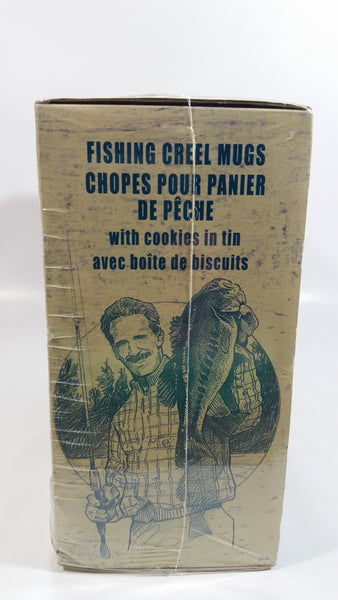 FISHING CREEL MUGS
CHOPES POUR PANIER
DE PÊCHE
with cookies in tin
avec boîte de biscuits